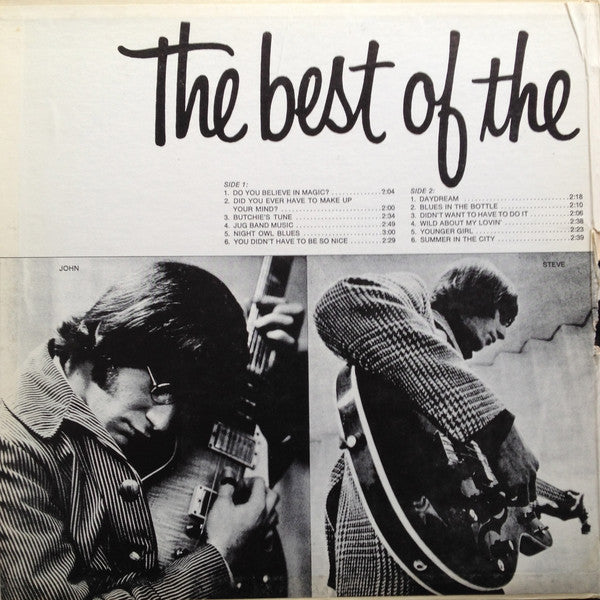 The best of the
SIDE 1:
1. DO YOU BELIEVE IN MAGIC? . . . . . . . . . . . 2:04
2. DID YOU EVER HAVE TO MAKE UP
YOUR MIND? . . . . . . . . . . . . . . . . . . . . . . 2:00
3. BUTCHIE'S TUNE . . . . . . . . . . . . . . . . . . . 2:34
4. JUG BAND MUSIC . . . . . . . . . . . . . . . . . . . 2:49
5. NIGHT OWL BLUES . . . . . . . . . . . . . . . . . . 3:00
6. YOU DIDN'T HAVE TO BE SO NICE . . . . . . . 2:29
SIDE 2:
1. DAYDREAM . . . . . . . . . . . . . . . . . . . . . . . 2:18
2. BLUES IN THE BOTTLE . . . . . . . . . . . . . . . 2:10
3. DIDN'T WANT TO HAVE TO DO IT . . . . . . . 2:06
4. WILD ABOUT MY LOVIN' . . . . . . . . . . . . . . 2:38
5. YOUNGER GIRL . . . . . . . . . . . . . . . . . . . . 2:23
6. SUMMER IN THE CITY . . . . . . . . . . . . . . . . 2:39
JOHN
STEVE